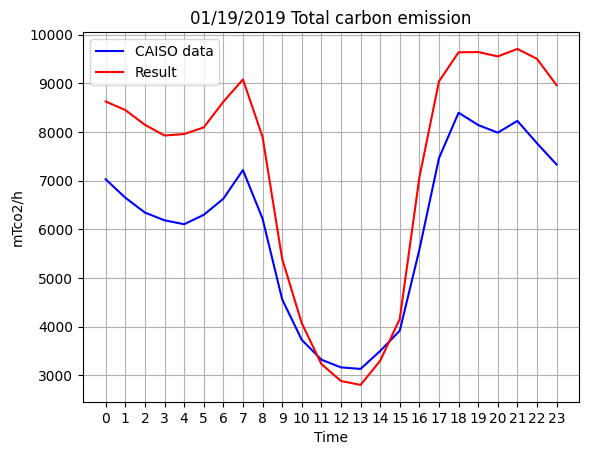 01/19/2019 Total carbon emission
CAISO data
Result
10000
9000
8000
7000
6000
5000
4000
3000
mTco2/h
0 1 2 3 4 5 6 7 8 9 10 11 12 13 14 15 16 17 18 19 20 21 22 23
Time